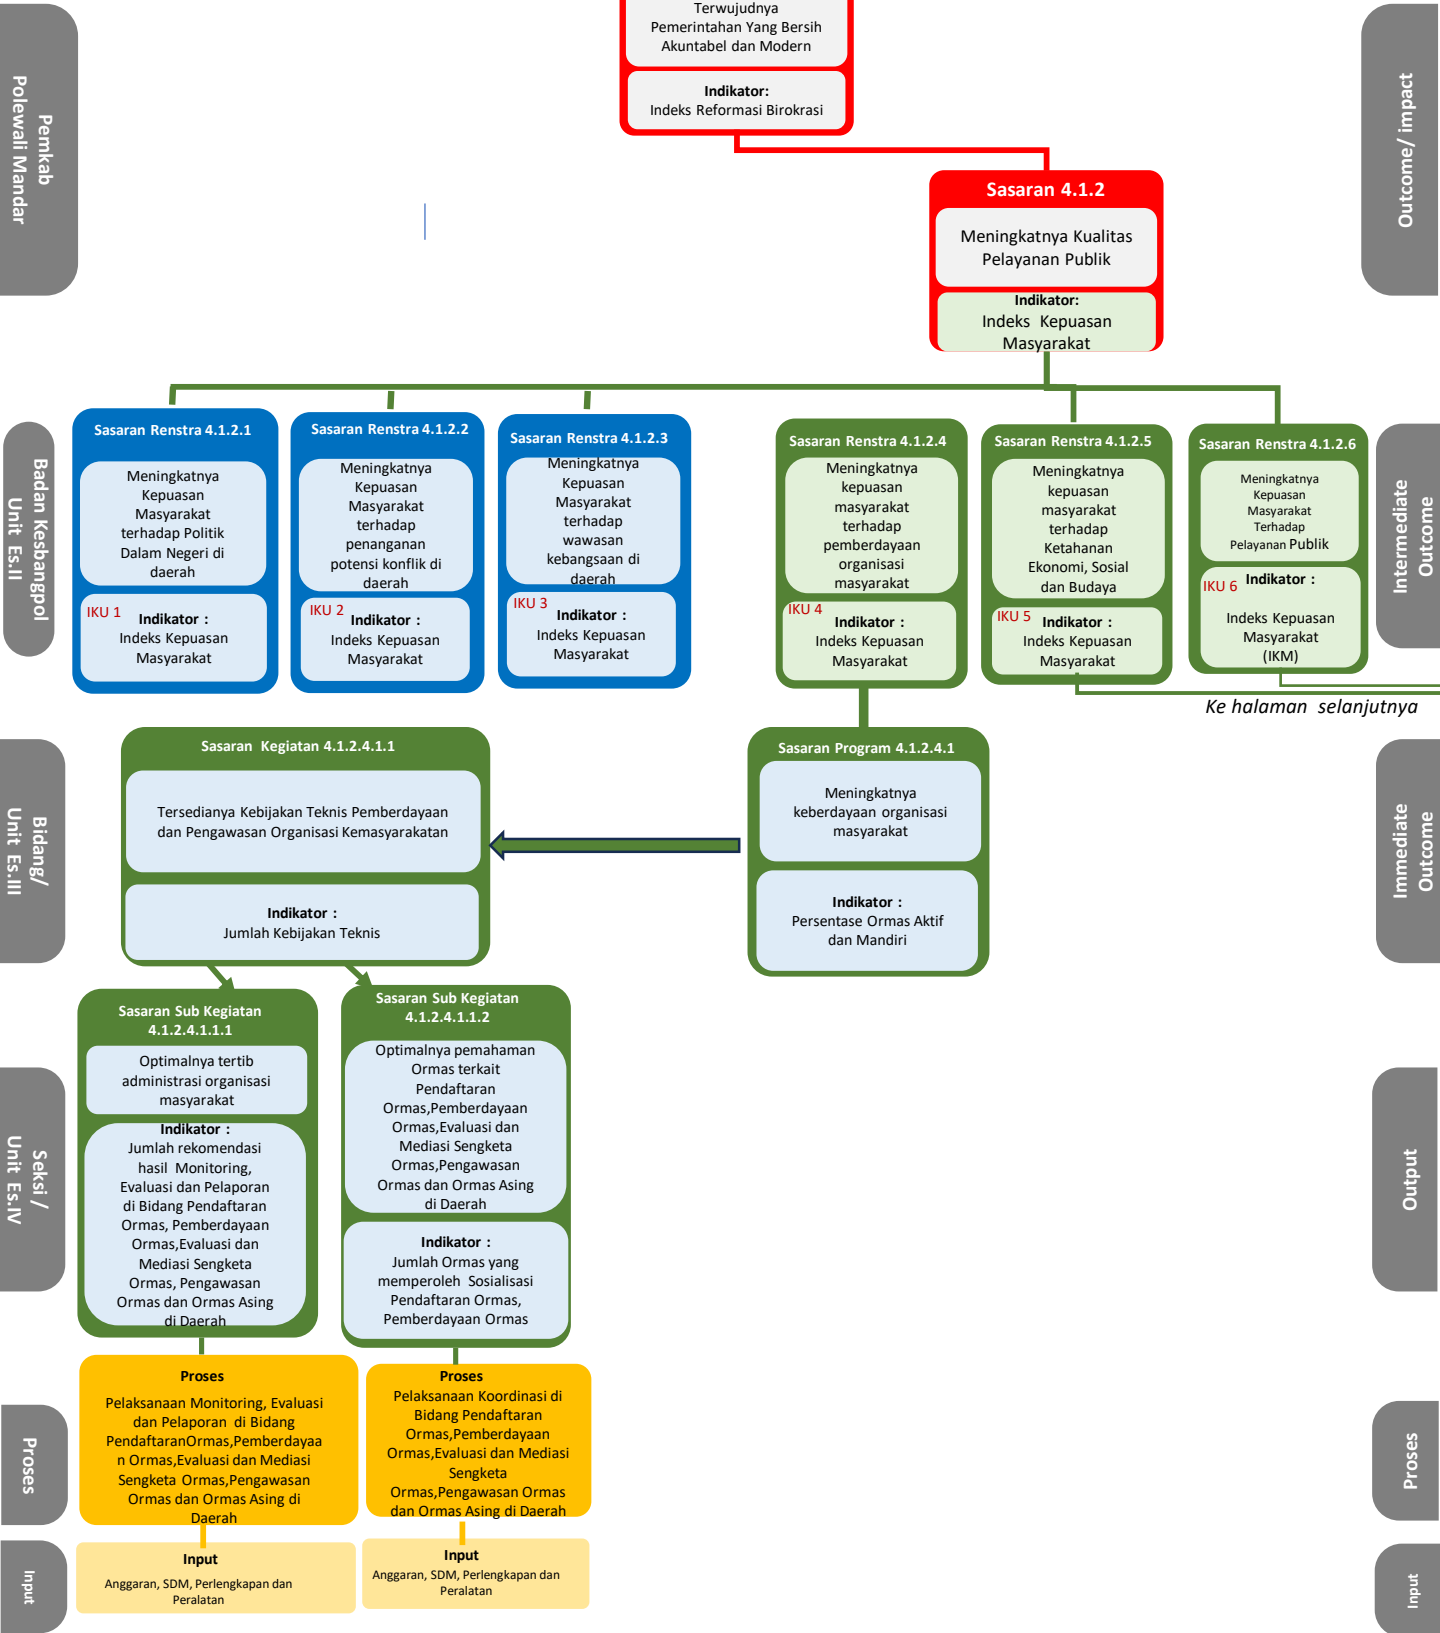 Terwujudnya
Pemerintahan Yang Bersih
Akuntabel dan Modern
Indikator:
Indeks Reformasi Birokrasi
Pemkab
Polewali Mandar
Outcome/ impact
Sasaran 4.1.2
Meningkatnya Kualitas
Pelayanan Publik
Indikator:
Indeks Kepuasan
Masyarakat
Badan Kesbangpol
Unit Es.II
Sasaran Renstra 4.1.2.1
Meningkatnya
Kepuasan
Masyarakat
terhadap Politik
Dalam Negeri di
daerah
IKU 1
Indikator :
Indeks Kepuasan
Masyarakat
Sasaran Renstra 4.1.2.2
Meningkatnya
Kepuasan
Masyarakat
terhadap
penanganan
potensi konflik di
daerah
IKU 2
Indikator :
Indeks Kepuasan
Masyarakat
Sasaran Renstra 4.1.2.3
Meningkatnya
Kepuasan
Masyarakat
terhadap
wawasan
kebangsaan di
daerah
IKU 3
Indikator :
Indeks Kepuasan
Masyarakat
Sasaran Renstra 4.1.2.4
Meningkatnya
kepuasan
masyarakat
terhadap
pemberdayaan
organisasi
masyarakat
IKU 4
Indikator :
Indeks Kepuasan
Masyarakat
Sasaran Renstra 4.1.2.5
Meningkatnya
kepuasan
masyarakat
terhadap
Ketahanan
Ekonomi, Sosial
dan Budaya
IKU 5
Indikator :
Indeks Kepuasan
Masyarakat
Sasaran Renstra 4.1.2.6
Meningkatnya
Kepuasan
Masyarakat
Terhadap
Pelayanan Publik
IKU 6
Indikator :
Indeks Kepuasan
Masyarakat
(IKM)
Intermediate
Outcome
Ke halaman selanjutnya
Bidang/
Unit Es.III
Sasaran Kegiatan 4.1.2.4.1.1
Tersedianya Kebijakan Teknis Pemberdayaan
dan Pengawasan Organisasi Kemasyarakatan
Indikator :
Jumlah Kebijakan Teknis
Sasaran Program 4.1.2.4.1
Meningkatnya
keberdayaan organisasi
masyarakat
Indikator :
Persentase Ormas Aktif
dan Mandiri
Immediate
Outcome
Seksi /
Unit Es.IV
Sasaran Sub Kegiatan
4.1.2.4.1.1.1
Optimalnya tertib
administrasi organisasi
masyarakat
Indikator :
Jumlah rekomendasi
hasil Monitoring,
Evaluasi dan Pelaporan
di Bidang Pendaftaran
Ormas, Pemberdayaan
Ormas,Evaluasi dan
Mediasi Sengketa
Ormas, Pengawasan
Ormas dan Ormas Asing
di Daerah
Sasaran Sub Kegiatan
4.1.2.4.1.1.2
Optimalnya pemahaman
Ormas terkait
Pendaftaran
Ormas,Pemberdayaan
Ormas,Evaluasi dan
Mediasi Sengketa
Ormas,Pengawasan
Ormas dan Ormas Asing
di Daerah
Indikator :
Jumlah Ormas yang
memperoleh Sosialisasi
Pendaftaran Ormas,
Pemberdayaan Ormas
Output
Proses
Proses
Pelaksanaan Monitoring, Evaluasi
dan Pelaporan di Bidang
PendaftaranOrmas,Pemberdayaa
n Ormas,Evaluasi dan Mediasi
Sengketa Ormas,Pengawasan
Ormas dan Ormas Asing di
Daerah
Proses
Pelaksanaan Koordinasi di
Bidang Pendaftaran
Ormas,Pemberdayaan
Ormas,Evaluasi dan Mediasi
Sengketa
Ormas,Pengawasan Ormas
dan Ormas Asing di Daerah
Proses
Input
Input
Anggaran, SDM, Perlengkapan dan
Peralatan
Input
Anggaran, SDM, Perlengkapan dan
Peralatan
Input